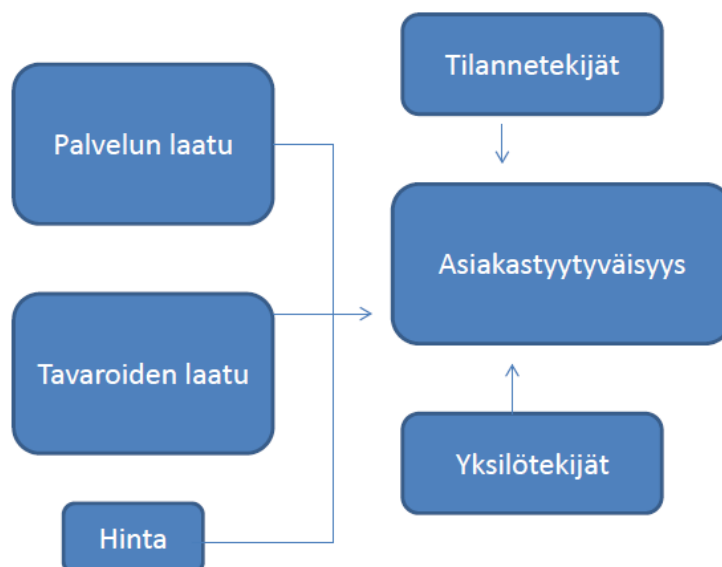 Tilannetekijät
Palvelun laatu
Asiakastyytyväisyys
Tavaroiden laatu
Yksilötekijät
Hinta